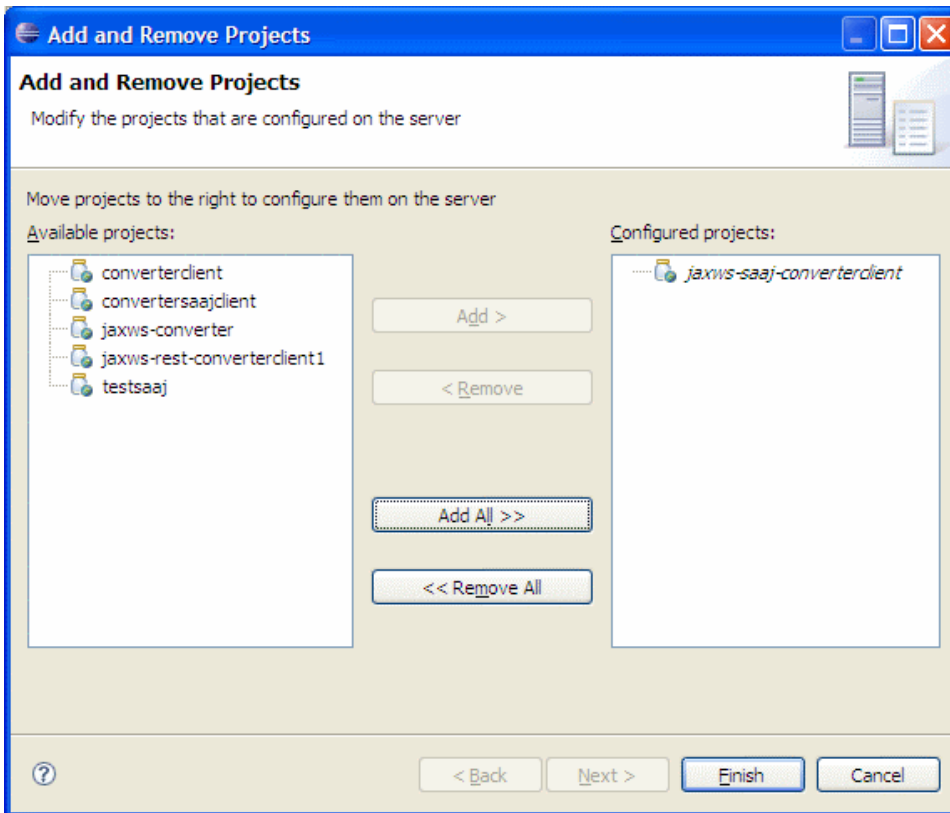 Add and Remove Projects
Add and Remove Projects
Modify the projects that are configured on the server
Move projects to the right to configure them on the server
Available projects:
Configured projects:
converterclient
convertersaajclient
jaxws-converter
jaxws-rest-converterclient1
testsaaj
jaxws-saaj-converterclient
Add >
< Remove
Add All >>
<< Remove All
?
< Back
Next >
Finish
Cancel